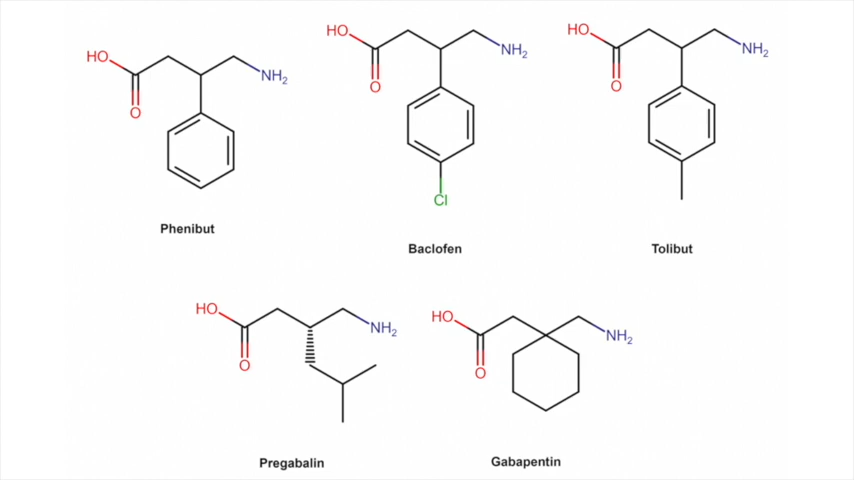 HO
O
NH2
Phenibut
HO
O
NH2
Cl
Baclofen
HO
O
NH2
Tolibut
HO
O
NH2
Pregabalin
HO
O
NH2
Gabapentin